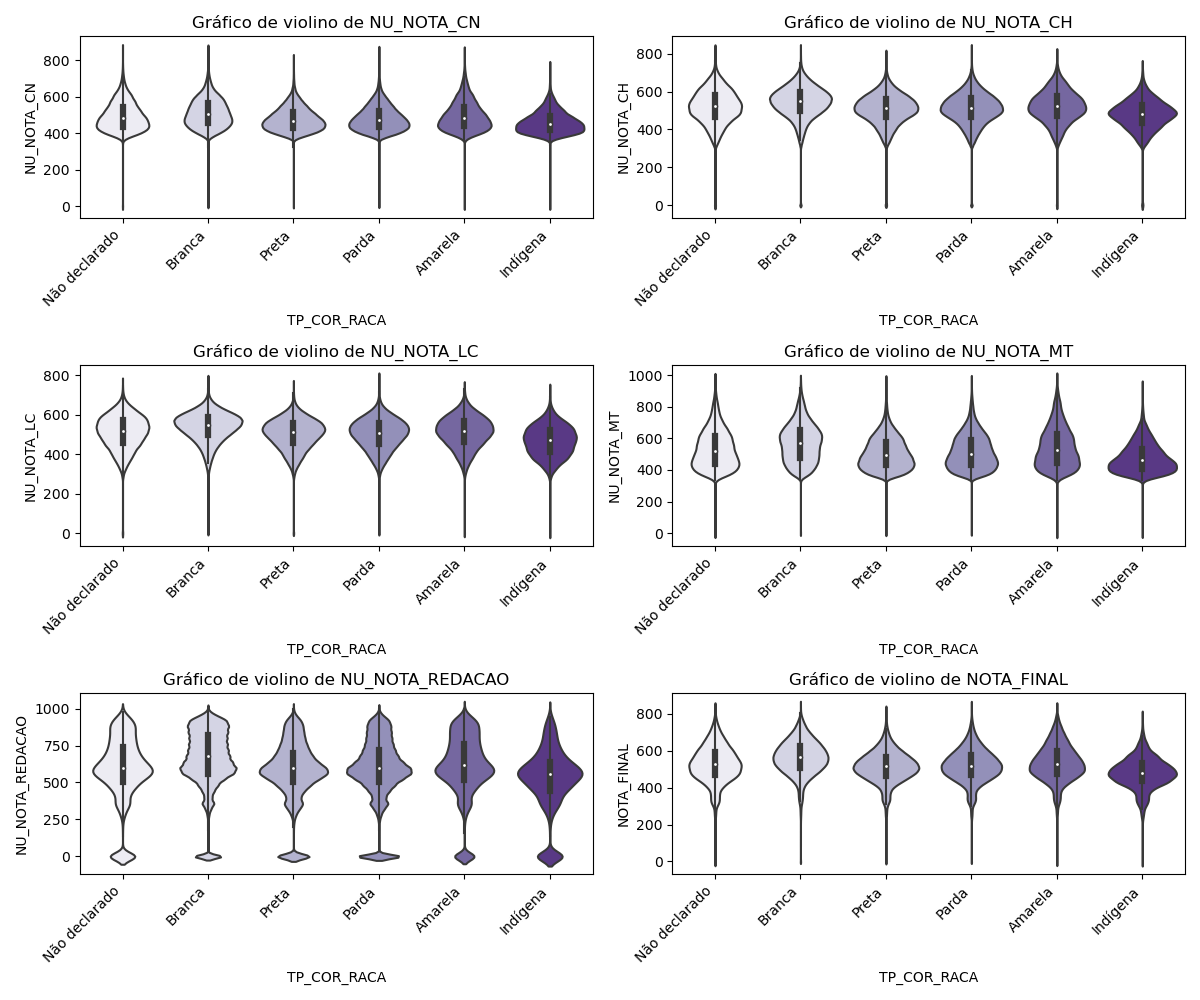 Gráfico de violino de NU_NOTA_CN
NU_NOTA_CN
800
600
400
200
0
Não declarado
Branca
Preta
Parda
Amarela
Indígena
TP_COR_RACA
Gráfico de violino de NU_NOTA_CH
NU_NOTA_CH
800
600
400
200
0
Não declarado
Branca
Preta
Parda
Amarela
Indígena
TP_COR_RACA
Gráfico de violino de NU_NOTA_LC
NU_NOTA_LC
800
600
400
200
0
Não declarado
Branca
Preta
Parda
Amarela
Indígena
TP_COR_RACA
Gráfico de violino de NU_NOTA_MT
NU_NOTA_MT
1000
800
600
400
200
0
Não declarado
Branca
Preta
Parda
Amarela
Indígena
TP_COR_RACA
Gráfico de violino de NU_NOTA_REDACAO
NU_NOTA_REDACAO
1000
750
500
250
0
Não declarado
Branca
Preta
Parda
Amarela
Indígena
TP_COR_RACA
Gráfico de violino de NOTA_FINAL
NOTA_FINAL
800
600
400
200
0
Não declarado
Branca
Preta
Parda
Amarela
Indígena
TP_COR_RACA